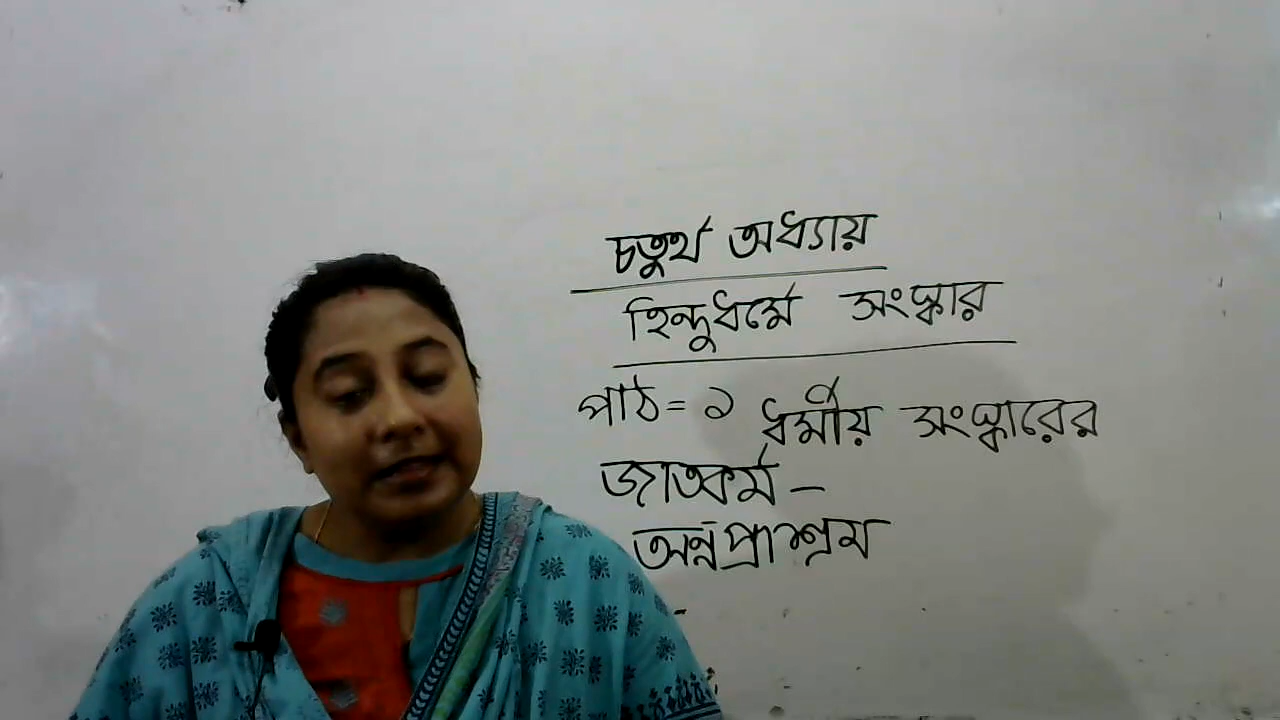 চতুর্থ অধ্যায়
হিন্দুধর্মে সংস্কার
পাঠ= ১ ধর্মীয় সংস্কারের
জাতকর্ম –
অন্নপ্রাশন